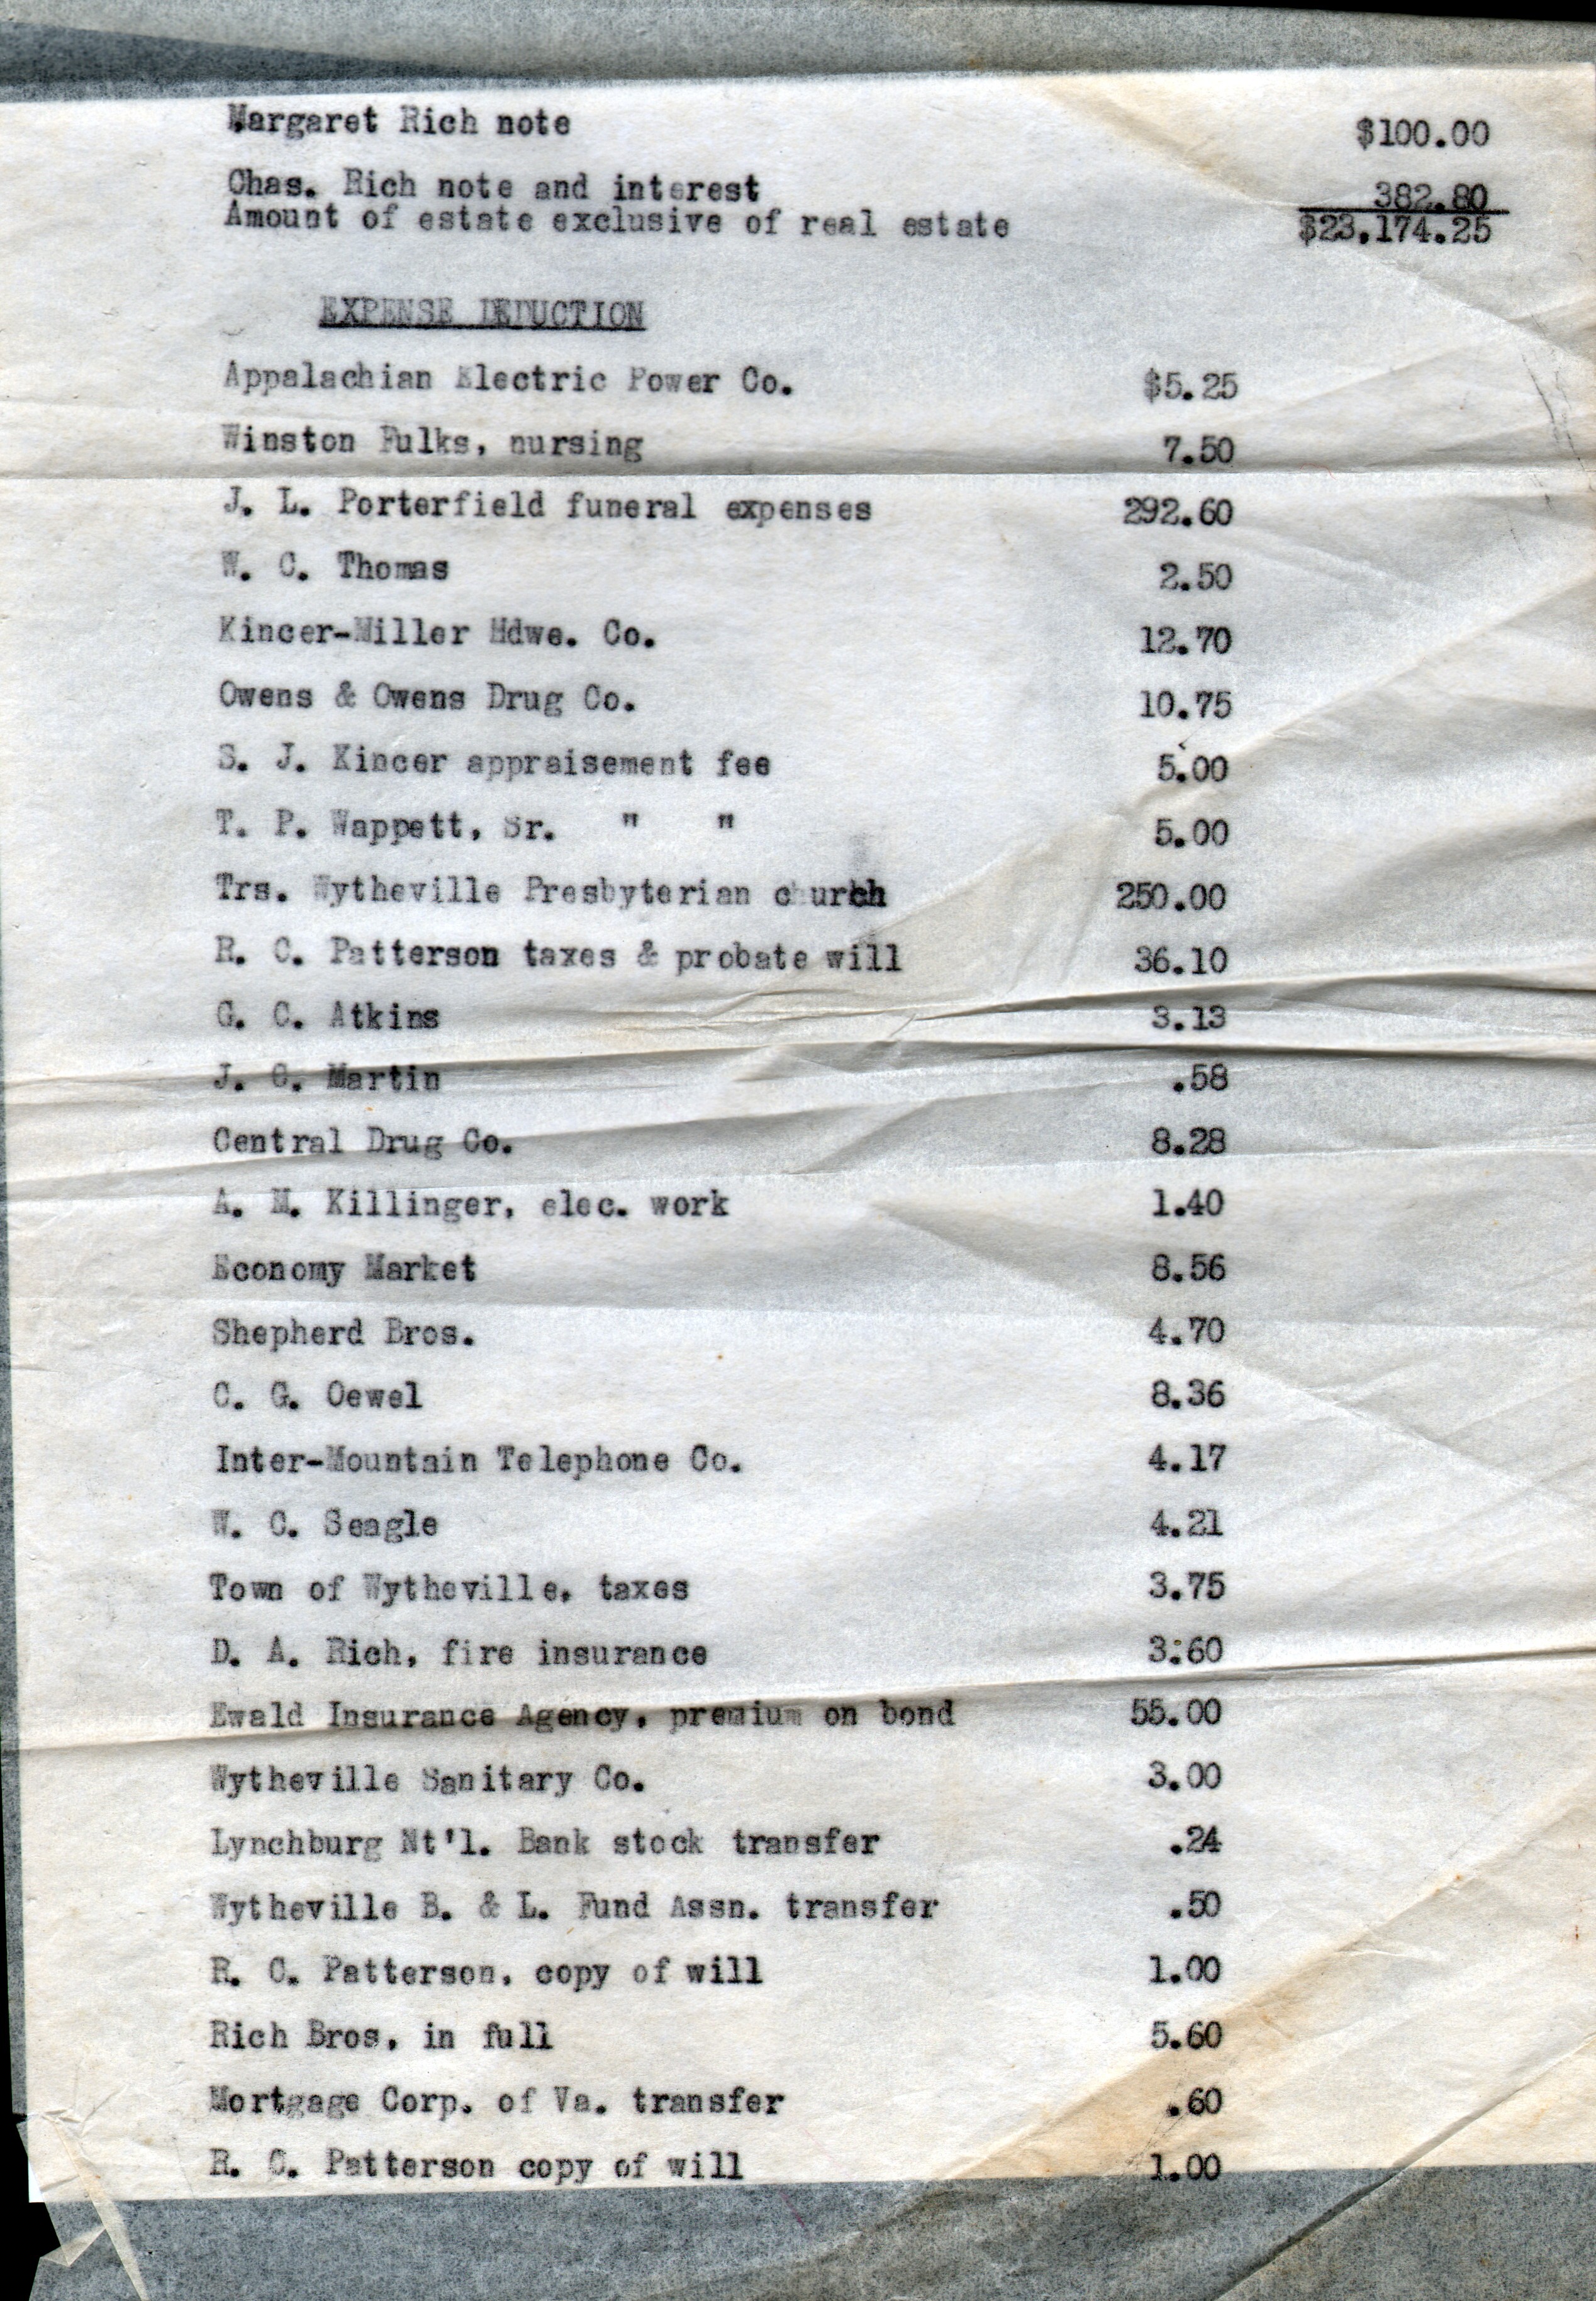 Margaret Rich note $100.00
Chas. Rich note and interest 382.80
Amount of estate exclusive of real estate $23,174.25
EXPENSE DEDUCTION
Appalachian Electric Power Co. $5.25
Winston Fulks, nursing 7.50
J. L. Porterfield funeral expenses 292.60
W. C. Thomas 2.50
Kincer-Miller Hdwe. Co. 12.70
Owens & Owens Drug Co. 10.75
S. J. Kincer appraisement fee 5.00
T. P. Wappett, Sr. " " 5.00
Trs. Wytheville Presbyterian church 250.00
R. C. Patterson taxes & probate will 36.10
G. C. Atkins 3.13
J. C. Martin .58
Central Drug Co. 8.28
A. M. Killinger, elec. work 1.40
Economy Market 8.56
Shepherd Bros. 4.70
C. G. Oewel 8.36
Inter-Mountain Telephone Co. 4.17
W. C. Seagle 4.21
Town of Wytheville, taxes 3.75
D. A. Rich, fire insurance 3:60
Ewald Insurance Agency, premium on bond 55.00
Wytheville Sanitary Co. 3.00
Lynchburg Nt'l. Bank stock transfer .24
Wytheville B. & L. Fund Assn. transfer .50
R. C. Patterson, copy of will 1.00
Rich Bros, in full 5.60
Mortgage Corp. of Va. transfer .60
R. C. Patterson copy of will 1.00